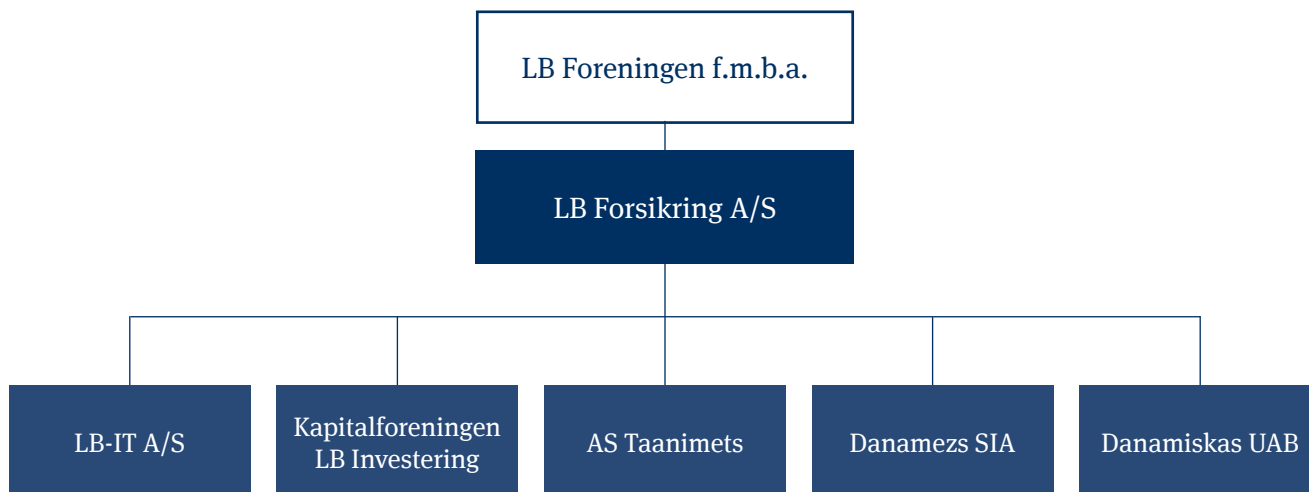 LB Foreningen f.m.b.a.
LB Forsikring A/S
LB-IT A/S
Kapitalforeningen
LB Investering
AS Taanimets
Danamezs SIA
Danamiskas UAB